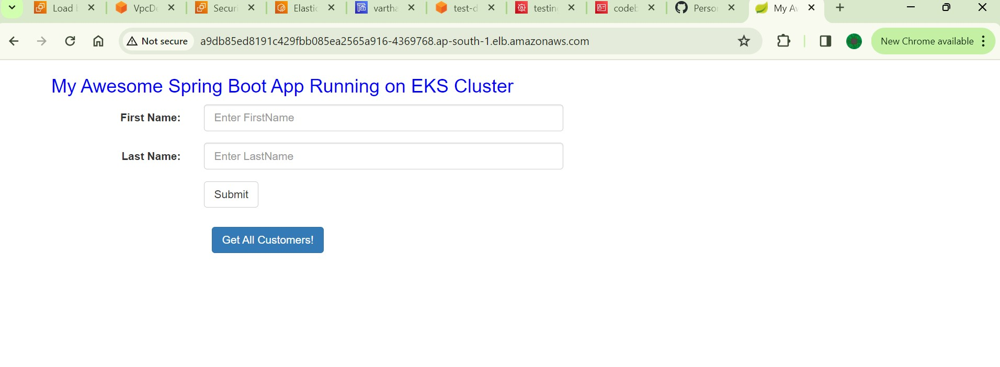 Load VpcD Securi Elastic vartha test-d testin codeb Perso My Aw
Not secure a9db85ed8191c429fbb085ea2565a916-4369768.ap-south-1.elb.amazonaws.com New Chrome available
My Awesome Spring Boot App Running on EKS Cluster
First Name: Enter FirstName
Last Name: Enter LastName
Submit
Get All Customers!